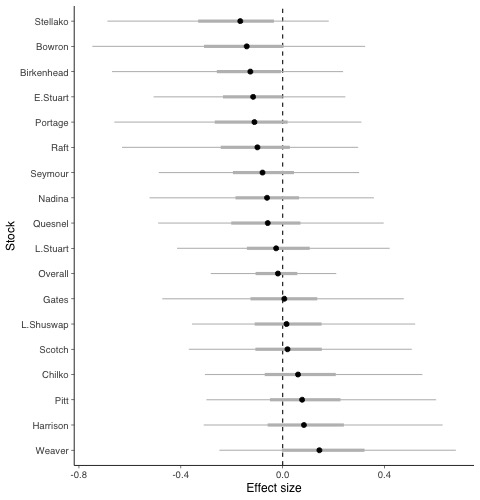 Stellako
Bowron
Birkenhead
E.Stuart
Portage
Raft
Seymour
Nadina
Quesnel
L.Stuart
Overall
Gates
L.Shuswap
Scotch
Chilko
Pitt
Harrison
Weaver
Stock
-0.8 -0.4 0.0 0.4
Effect size